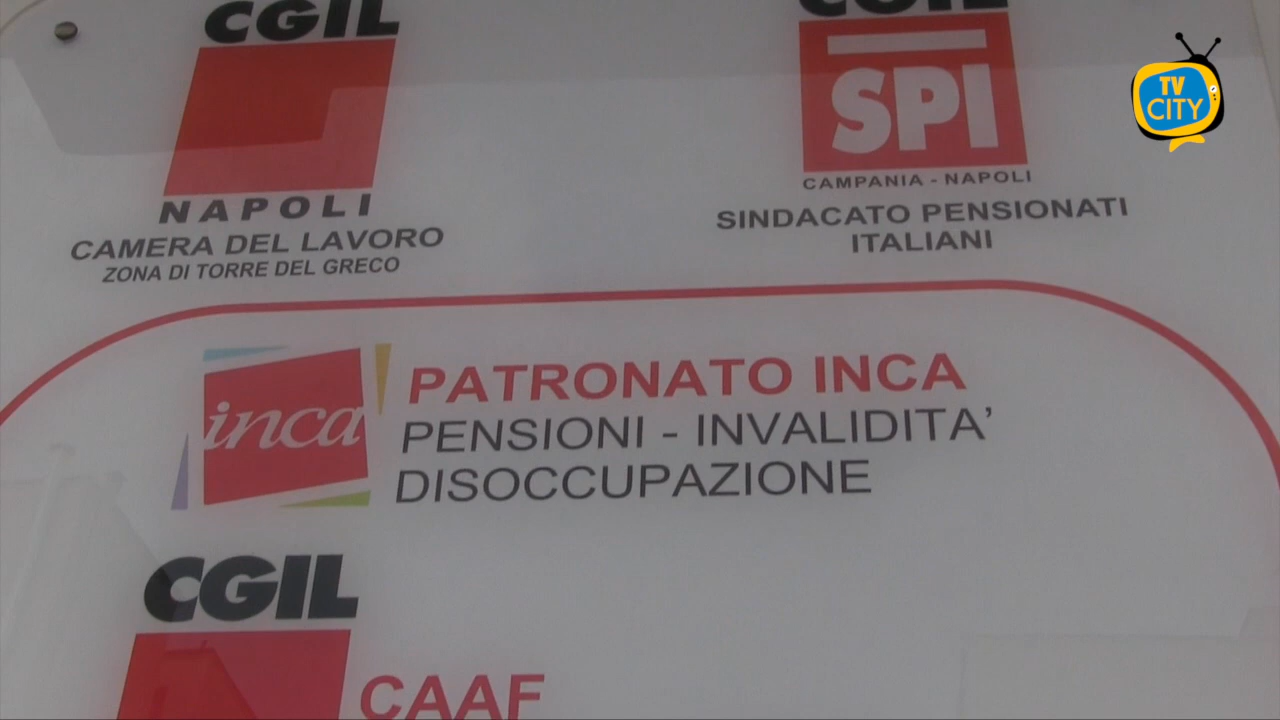 CGIL
NAPOLI
CAMERA DEL LAVORO
ZONA DI TORRE DEL GRECO
CGIL
SPI
CAMPANIA - NAPOLI
SINDACATO PENSIONATI
ITALIANI
TV
CITY
inca
PATRONATO INCA
PENSIONI - INVALIDITA'
DISOCCUPAZIONE
CGIL
CAAF